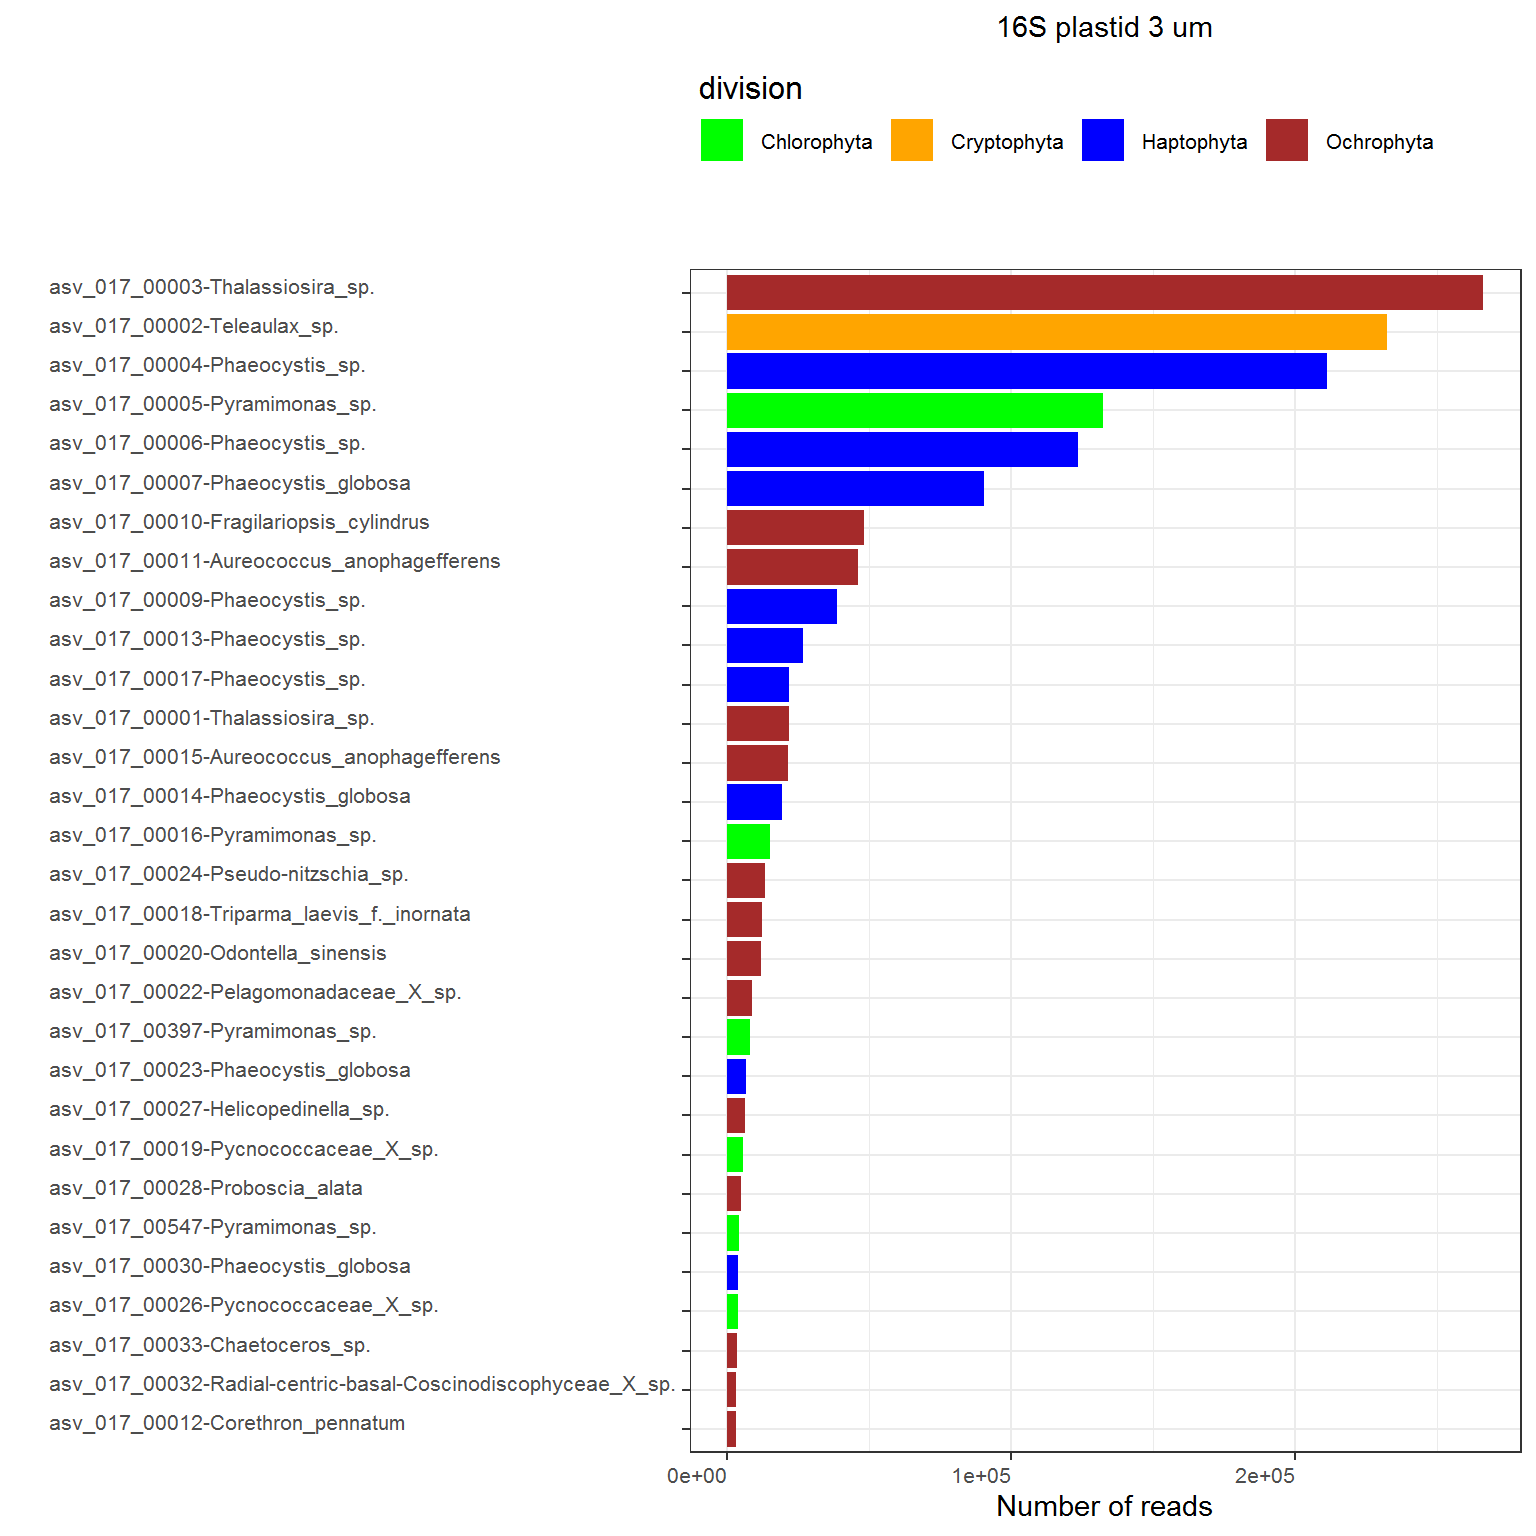 16S plastid 3 um
division
Chlorophyta Cryptophyta Haptophyta Ochrophyta
asv_017_00003-Thalassiosira_sp.
asv_017_00002-Teleaulax_sp.
asv_017_00004-Phaeocystis_sp.
asv_017_00005-Pyramimonas_sp.
asv_017_00006-Phaeocystis_sp.
asv_017_00007-Phaeocystis_globosa
asv_017_00010-Fragilariopsis_cylindrus
asv_017_00011-Aureococcus_anophagefferens
asv_017_00009-Phaeocystis_sp.
asv_017_00013-Phaeocystis_sp.
asv_017_00017-Phaeocystis_sp.
asv_017_00001-Thalassiosira_sp.
asv_017_00015-Aureococcus_anophagefferens
asv_017_00014-Phaeocystis_globosa
asv_017_00016-Pyramimonas_sp.
asv_017_00024-Pseudo-nitzschia_sp.
asv_017_00018-Triparma_laevis_f._inornata
asv_017_00020-Odontella_sinensis
asv_017_00022-Pelagomonadaceae_X_sp.
asv_017_00397-Pyramimonas_sp.
asv_017_00023-Phaeocystis_globosa
asv_017_00027-Helicopedinella_sp.
asv_017_00019-Pycnococcaceae_X_sp.
asv_017_00028-Proboscia_alata
asv_017_00547-Pyramimonas_sp.
asv_017_00030-Phaeocystis_globosa
asv_017_00026-Pycnococcaceae_X_sp.
asv_017_00033-Chaetoceros_sp.
asv_017_00032-Radial-centric-basal-Coscinodiscophyceae_X_sp.
asv_017_00012-Corethron_pennatum
0e+00 1e+05 2e+05
Number of reads